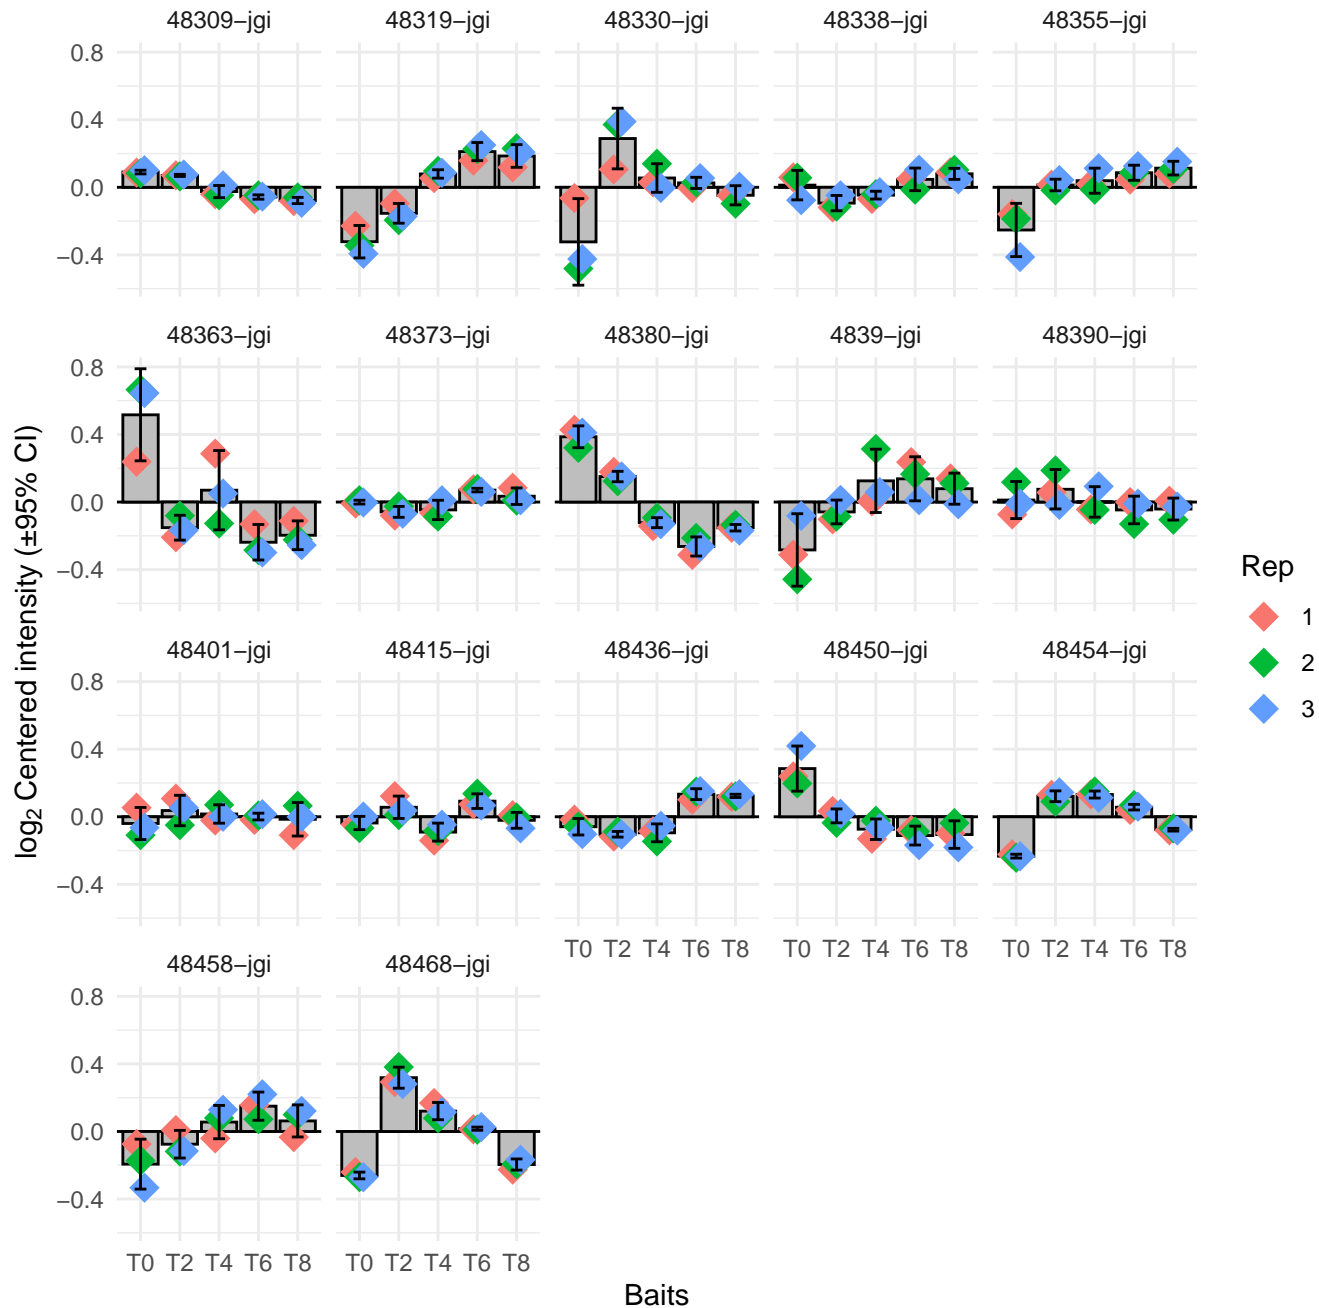 48309−jgi 48319−jgi 48330−jgi 48338−jgi 48355−jgi
0.8
0.4
0.0
−0.4
48363−jgi 48373−jgi 48380−jgi 4839−jgi 48390−jgi
0.8
0.4
0.0
−0.4
48401−jgi 48415−jgi 48436−jgi 48450−jgi 48454−jgi
0.8
0.4
0.0
−0.4
T0 T2 T4 T6 T8 T0 T2 T4 T6 T8 T0 T2 T4 T6 T8
48458−jgi 48468−jgi
0.8
0.4
0.0
−0.4
T0 T2 T4 T6 T8 T0 T2 T4 T6 T8
Baits
log2 Centered intensity (±95% CI)
Rep
1
2
3